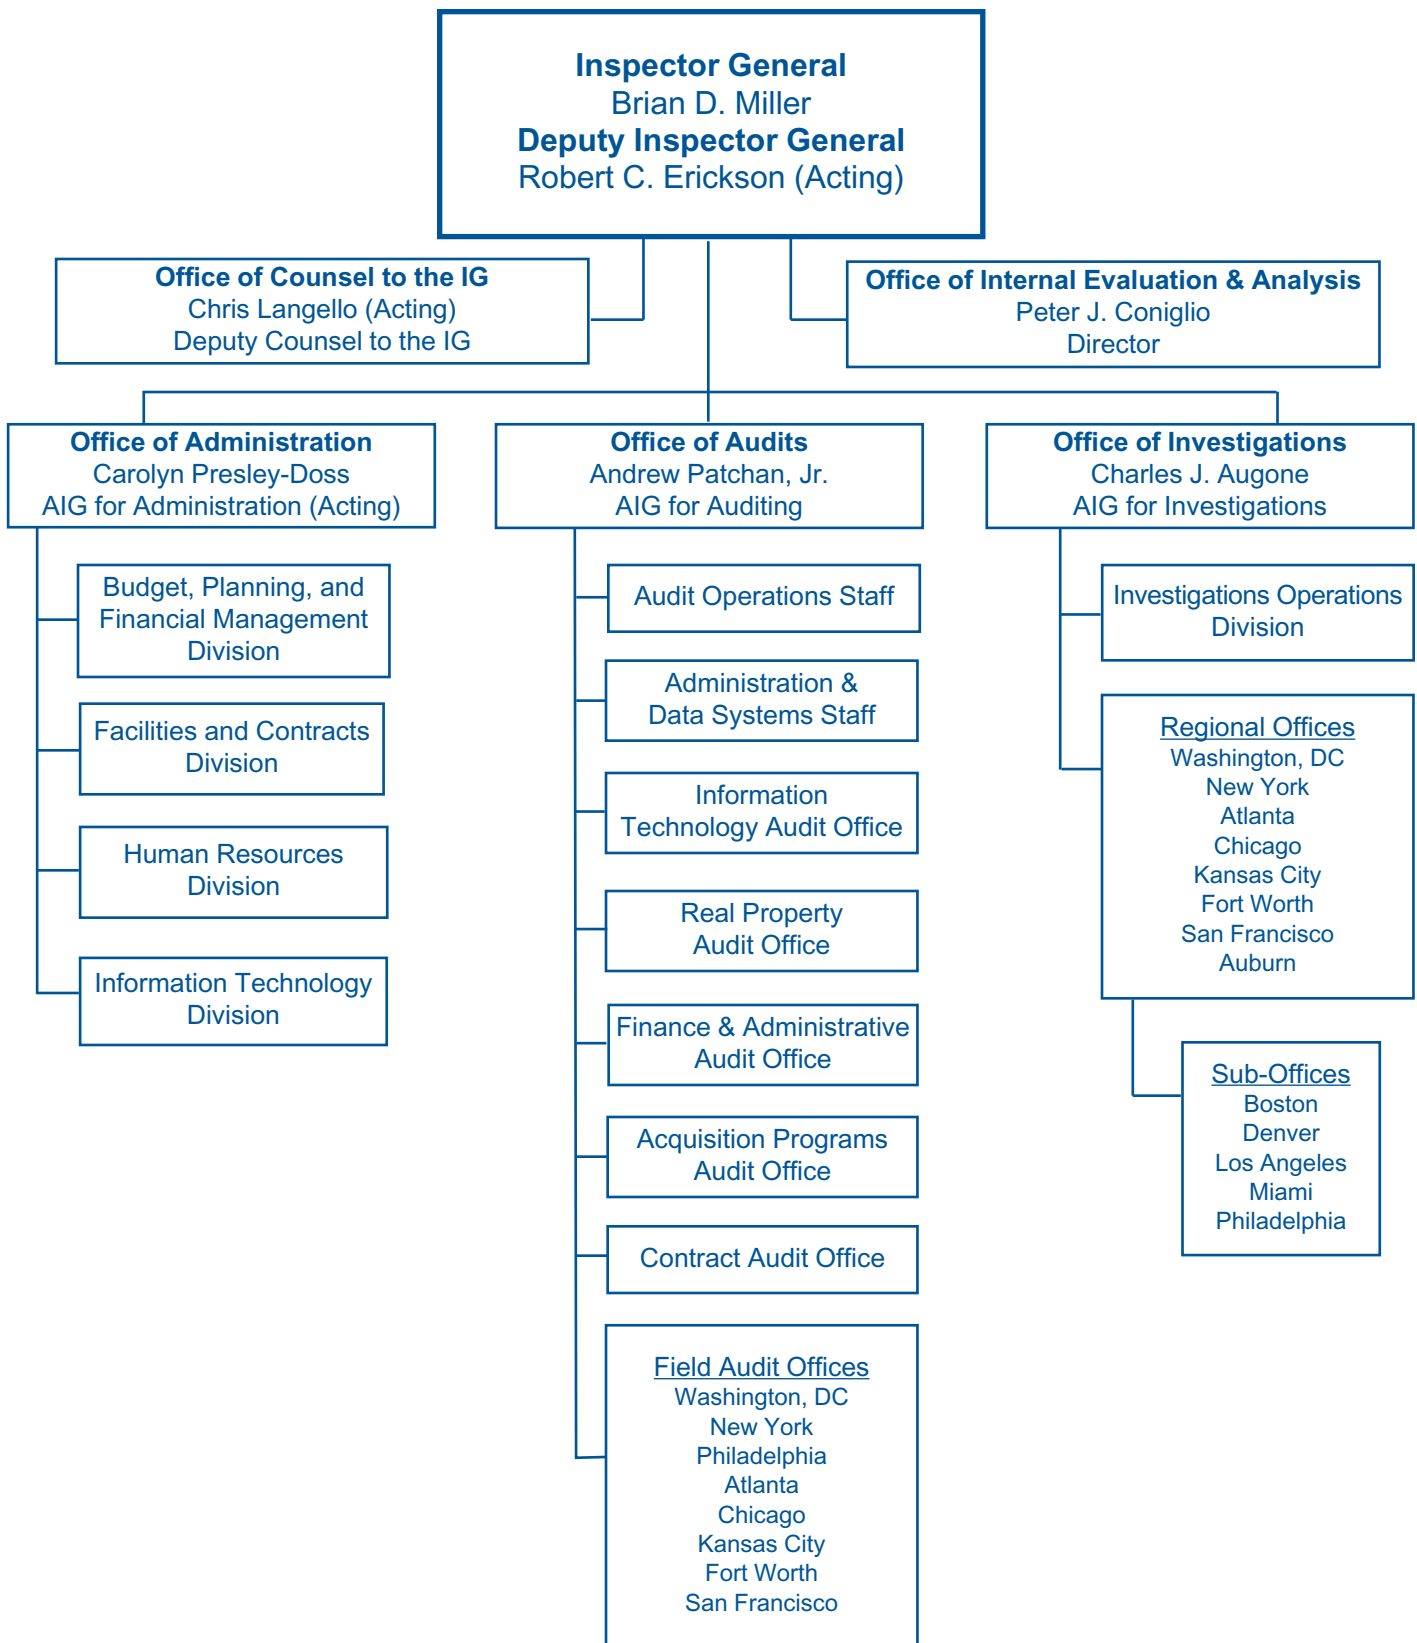 Inspector General
Brian D. Miller
Deputy Inspector General
Robert C. Erickson (Acting)
Office of Counsel to the IG
Chris Langello (Acting)
Deputy Counsel to the IG
Office of Internal Evaluation & Analysis
Peter J. Coniglio
Director
Office of Administration
Carolyn Presley-Doss
AIG for Administration (Acting)
Budget, Planning, and
Financial Management
Division
Facilities and Contracts
Division
Human Resources
Division
Information Technology
Division
Office of Audits
Andrew Patchan, Jr.
AIG for Auditing
Audit Operations Staff
Administration &
Data Systems Staff
Information
Technology Audit Office
Real Property
Audit Office
Finance & Administrative
Audit Office
Acquisition Programs
Audit Office
Contract Audit Office
Field Audit Offices
Washington, DC
New York
Philadelphia
Atlanta
Chicago
Kansas City
Fort Worth
San Francisco
Office of Investigations
Charles J. Augone
AIG for Investigations
Investigations Operations
Division
Regional Offices
Washington, DC
New York
Atlanta
Chicago
Kansas City
Fort Worth
San Francisco
Auburn
Sub-Offices
Boston
Denver
Los Angeles
Miami
Philadelphia